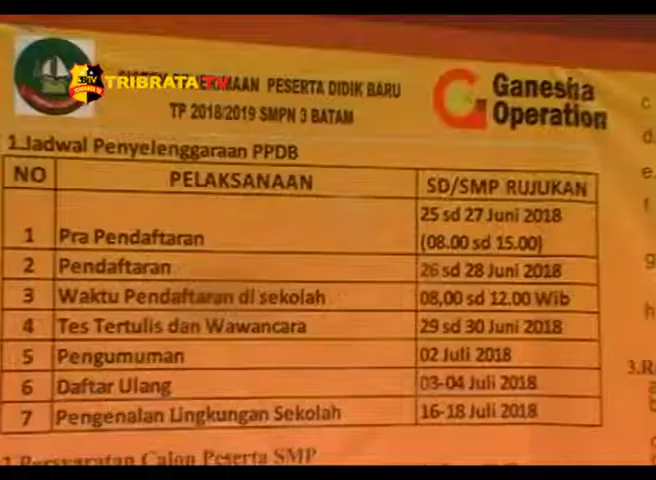 TRIBRATA TV
PESERTA DIDIK BARU
TP 2018/2019 SMPN 3 BATAM
Ganesha
Operation
1.Jadwal Penyelenggaraan PPDB
NO PELAKSANAAN SD/SMP RUJUKAN
25 sd 27 Juni 2018
1 Pra Pendaftaran (08.00 sd 15.00)
2 Pendaftaran 26 sd 28 Juni 2018
3 Waktu Pendaftaran di sekolah 08,00 sd 12.00 Wib
4 Tes Tertulis dan Wawancara 29 sd 30 Juni 2018
5 Pengumuman 02 Juli 2018
6 Daftar Ulang 03-04 Juli 2018
7 Pengenalan Lingkungan Sekolah 16-18 Juli 2018
Persyaratan Calon Peserta SMP
c
d.
e.
f
g
h